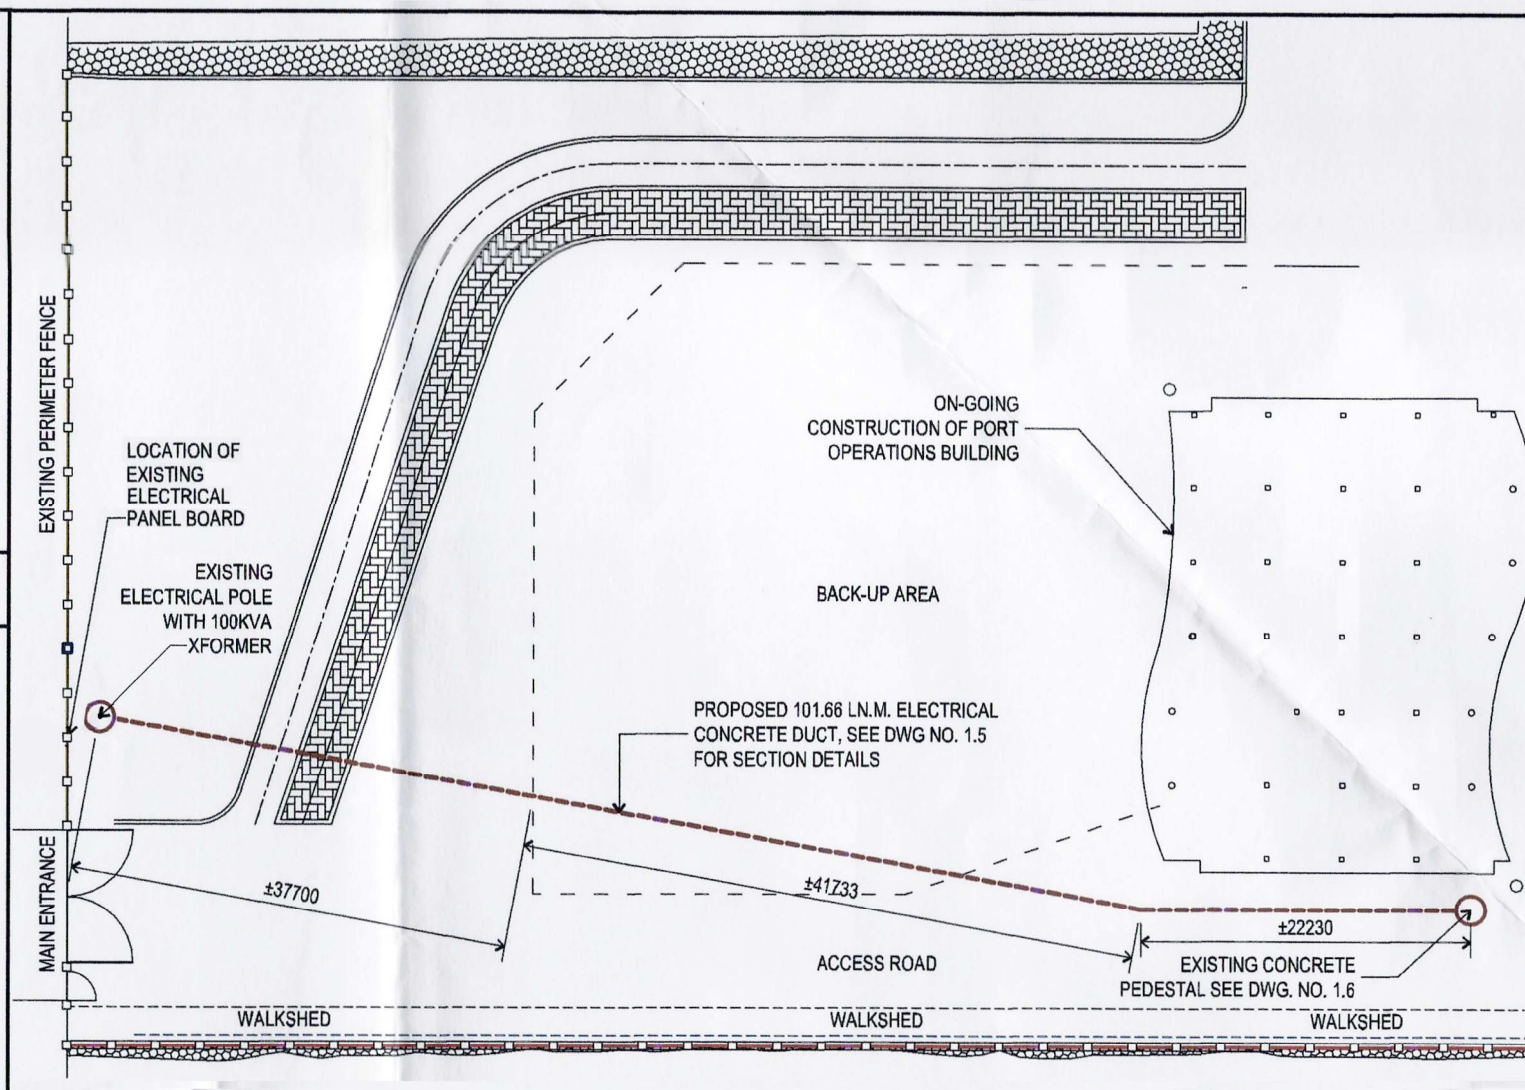 EXISTING PERIMETER FENCE
ON-GOING
CONSTRUCTION OF PORT
OPERATIONS BUILDING
LOCATION OF
EXISTING
ELECTRICAL
PANEL BOARD
EXISTING
ELECTRICAL POLE
WITH 100KVA
XFORMER
BACK-UP AREA
PROPOSED 101.66 LN.M. ELECTRICAL
CONCRETE DUCT, SEE DWG NO. 1.5
FOR SECTION DETAILS
MAIN ENTRANCE
±37700
±41733
±22230
ACCESS ROAD
EXISTING CONCRETE
PEDESTAL SEE DWG. NO. 1.6
WALKSHED
WALKSHED
WALKSHED